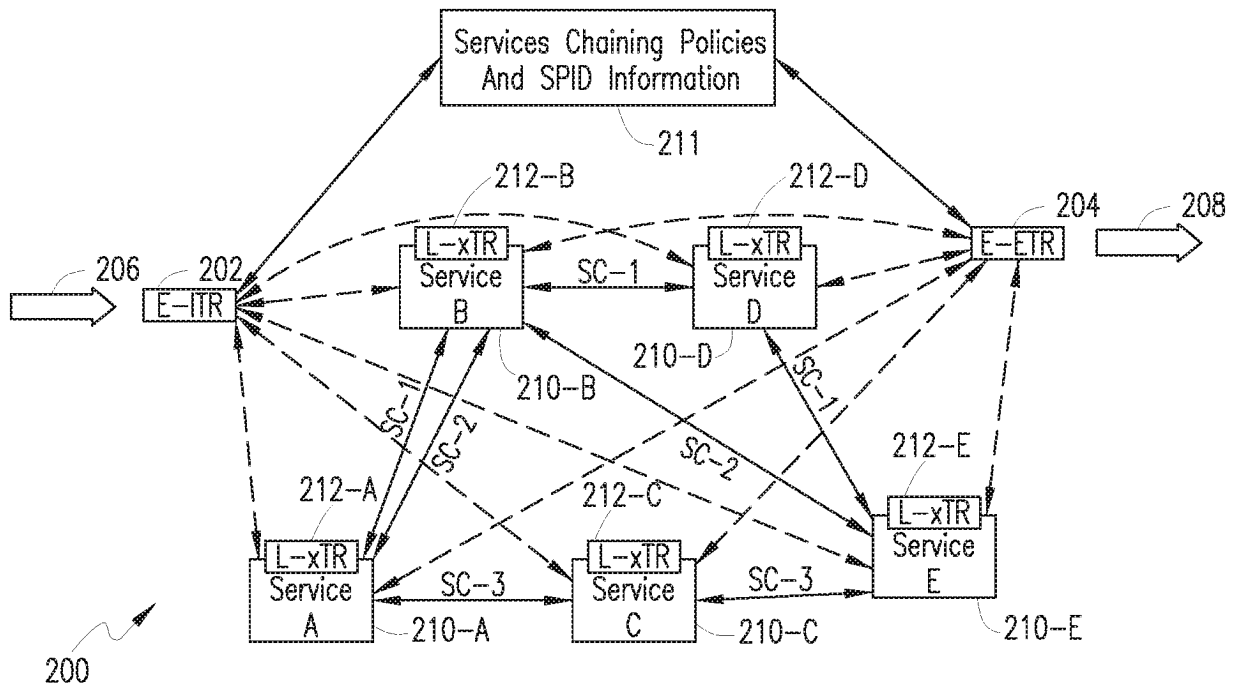 Services Chaining Policies
And SPID Information
211
212-B
212-D
204
208
206
202
E-ITR
L-xTR
Service
B
SC-1
L-xTR
Service
D
E-ETR
210-B
210-D
SC-1
SC-2
SC-2
SC-1
212-A
212-C
212-E
L-xTR
Service
A
SC-3
L-xTR
Service
C
SC-3
L-xTR
Service
E
210-A
210-C
210-E
200